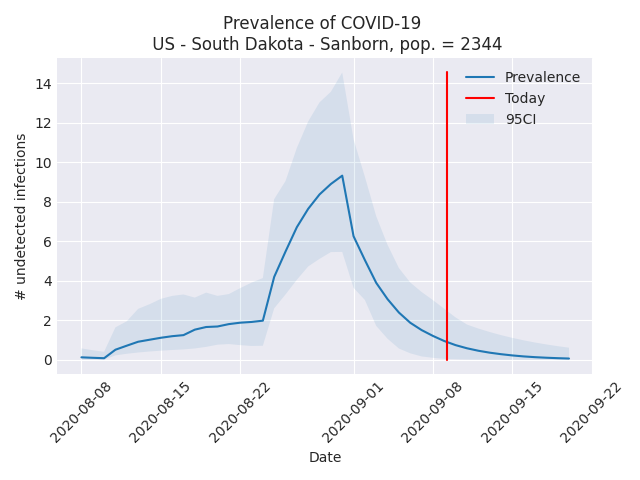 Prevalence of COVID-19
US - South Dakota - Sanborn, pop. = 2344
Prevalence
Today
95CI
14
12
10
8
6
4
2
0
# undetected infections
2020-08-08
2020-08-15
2020-08-22
2020-09-01
2020-09-08
2020-09-15
2020-09-22
Date